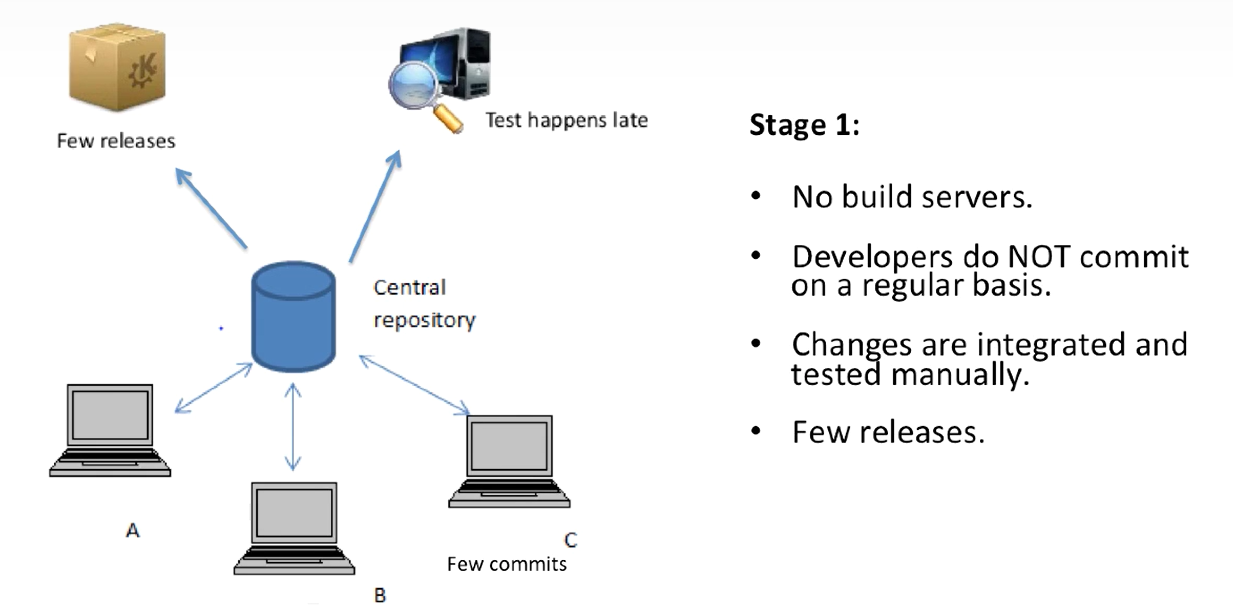 Few releases
Test happens late
Central
repository
A
B
C
Few commits
Stage 1:
• No build servers.
• Developers do NOT commit
on a regular basis.
• Changes are integrated and
tested manually.
• Few releases.